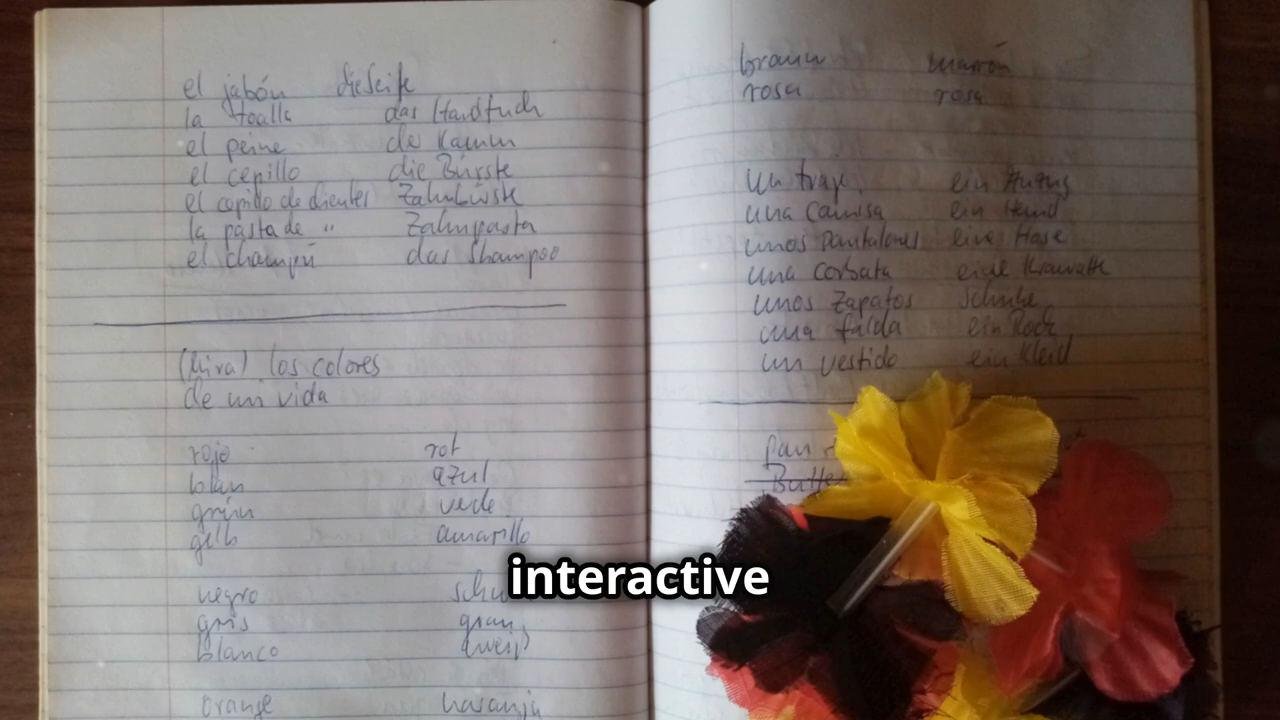 el jabón die Seife
la toalla das Handtuch
el peine der Kamm
el cepillo die Bürste
el cepillo de dientes Zahnbürste
la pasta de " Zahnpasta
el champú das Shampoo
(Mira) los colores
de mi vida
rojo rot
blau azul
grün verde
gelb amarillo
negro
gris grau
blanco weiß
orange naranja
braun marrón
rosa rosa
un traje ein Anzug
una camisa ein Hemd
unos pantalones eine Hose
una corbata eine Krawatte
unos zapatos Schuhe
una falda ein Rock
un vestido ein Kleid
pan
interactive